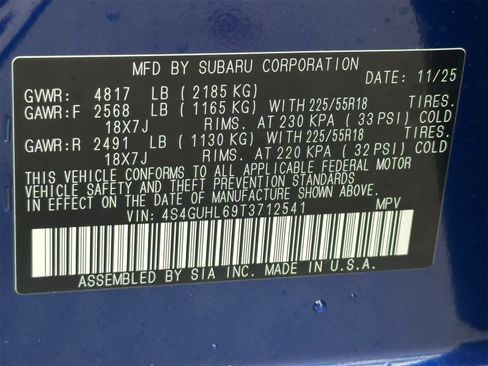 MFD BY SUBARU CORPORATION
DATE: 11/25
GVWR: 4817 LB ( 2185 KG)
GAWR:F 2568 LB ( 1165 KG) WITH 225/55R18 TIRES.
18X7J RIMS. AT 230 KPA ( 33 PSI) COLD
GAWR:R 2491 LB ( 1130 KG) WITH 225/55R18 TIRES.
18X7J RIMS. AT 220 KPA ( 32 PSI) COLD
THIS VEHICLE CONFORMS TO ALL APPLICABLE FEDERAL MOTOR
VEHICLE SAFETY AND THEFT PREVENTION STANDARDS
IN EFFECT ON THE DATE OF MANUFACTURE SHOWN ABOVE.
VIN: 4S4GUHL69T3712541 MPV
ASSEMBLED BY SIA INC. MADE IN U.S.A.